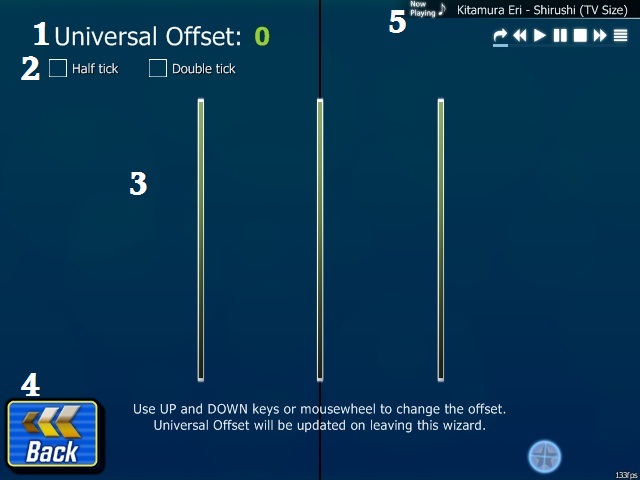 1 Universal Offset: 0
2 Half tick Double tick
5 Now Playing Kitamura Eri - Shirushi (TV Size)
3
4
Back
Use UP and DOWN keys or mousewheel to change the offset.
Universal Offset will be updated on leaving this wizard.
133fps